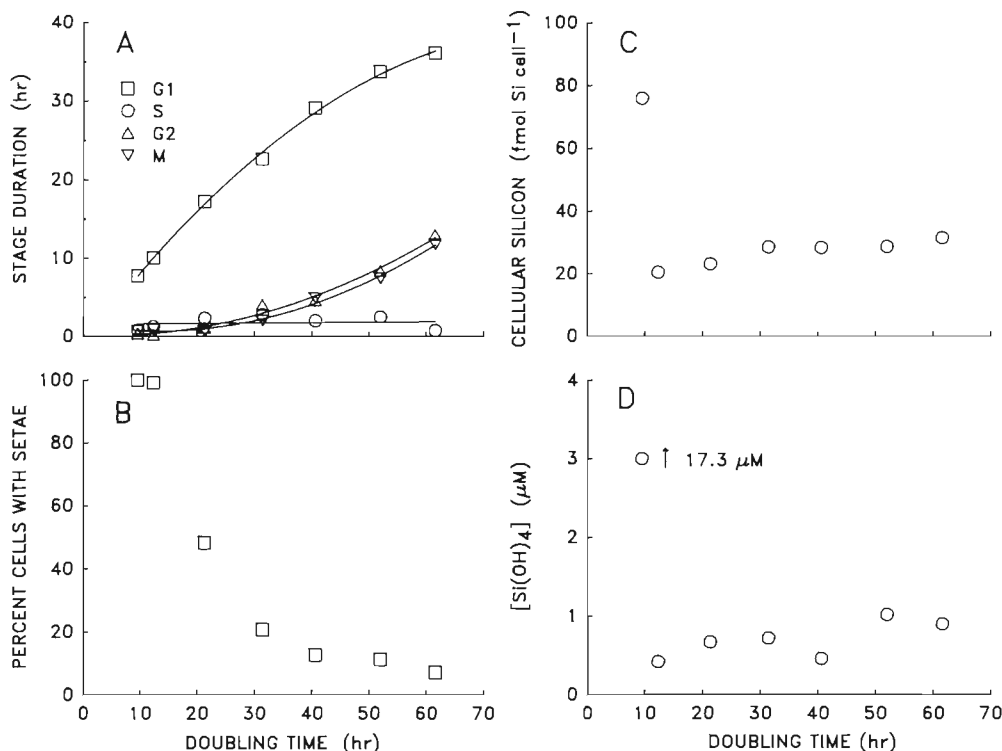 A
STAGE DURATION (hr)
40
30
20
10
0
G1
S
G2
M
B
PERCENT CELLS WITH SETAE
100
80
60
40
20
0
0 10 20 30 40 50 60 70
DOUBLING TIME (hr)
C
CELLULAR SILICON (fmol Si cell−1)
100
80
60
40
20
0
D
[Si(OH)4] (μM)
4
3
2
1
0
↑ 17.3 μM
0 10 20 30 40 50 60 70
DOUBLING TIME (hr)